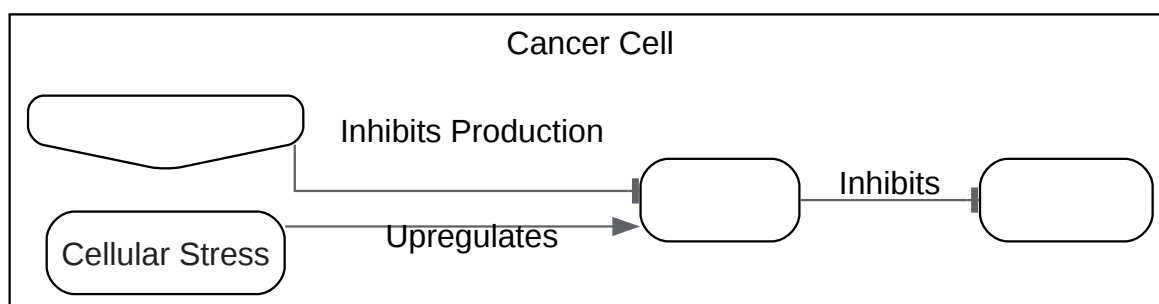 Cancer Cell
Inhibits Production
Inhibits
Upregulates
Cellular Stress